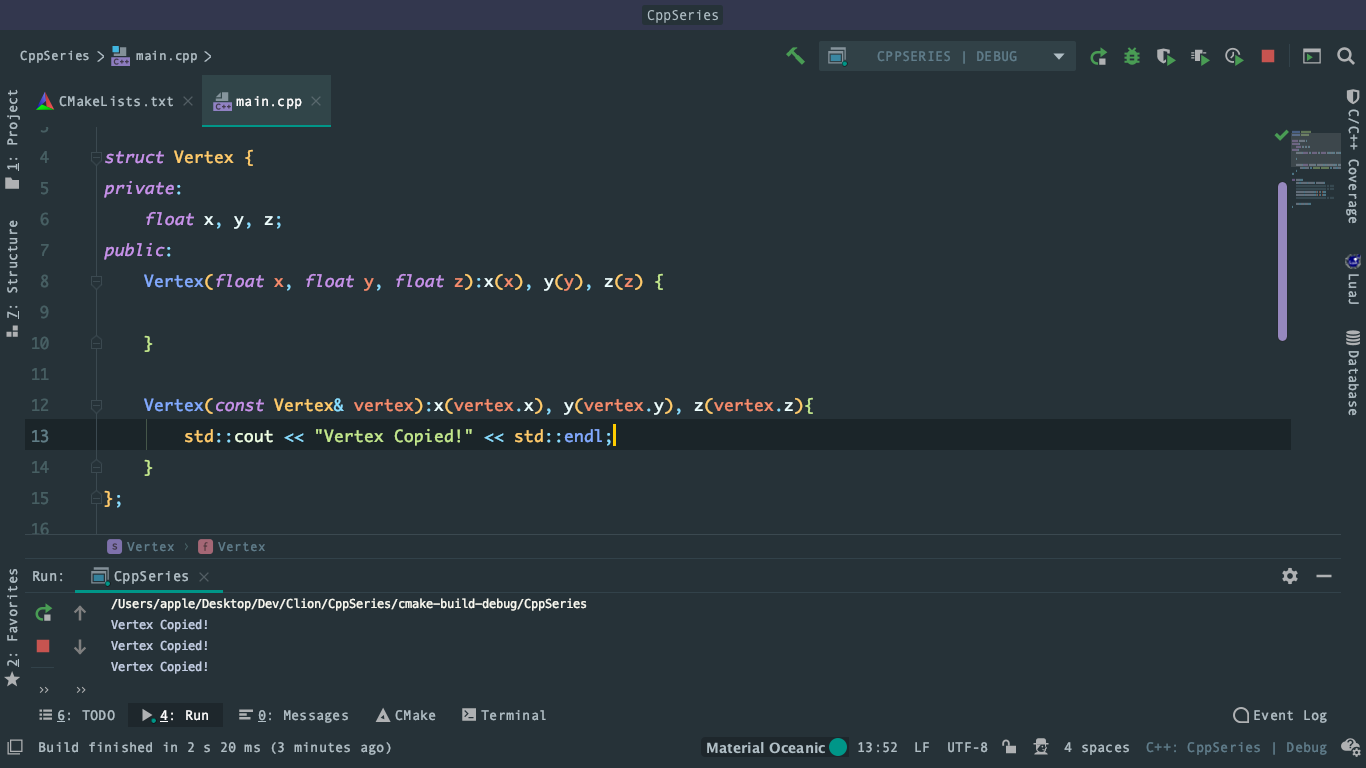 CppSeries
CppSeries > main.cpp >
CPPSERIES | DEBUG
CMakeLists.txt
main.cpp
1: Project
Z: Structure
2: Favorites
3
4 struct Vertex {
5 private:
6 float x, y, z;
7 public:
8 Vertex(float x, float y, float z):x(x), y(y), z(z) {
9
10 }
11
12 Vertex(const Vertex& vertex):x(vertex.x), y(vertex.y), z(vertex.z){
13 std::cout << "Vertex Copied!" << std::endl;
14 }
15 };
16
C/C++ Coverage
LuaJ
Database
s Vertex › f Vertex
Run: CppSeries
/Users/apple/Desktop/Dev/Clion/CppSeries/cmake-build-debug/CppSeries
Vertex Copied!
Vertex Copied!
Vertex Copied!
6: TODO 4: Run 0: Messages CMake Terminal Event Log
Build finished in 2 s 20 ms (3 minutes ago) Material Oceanic 13:52 LF UTF-8 4 spaces C++: CppSeries | Debug